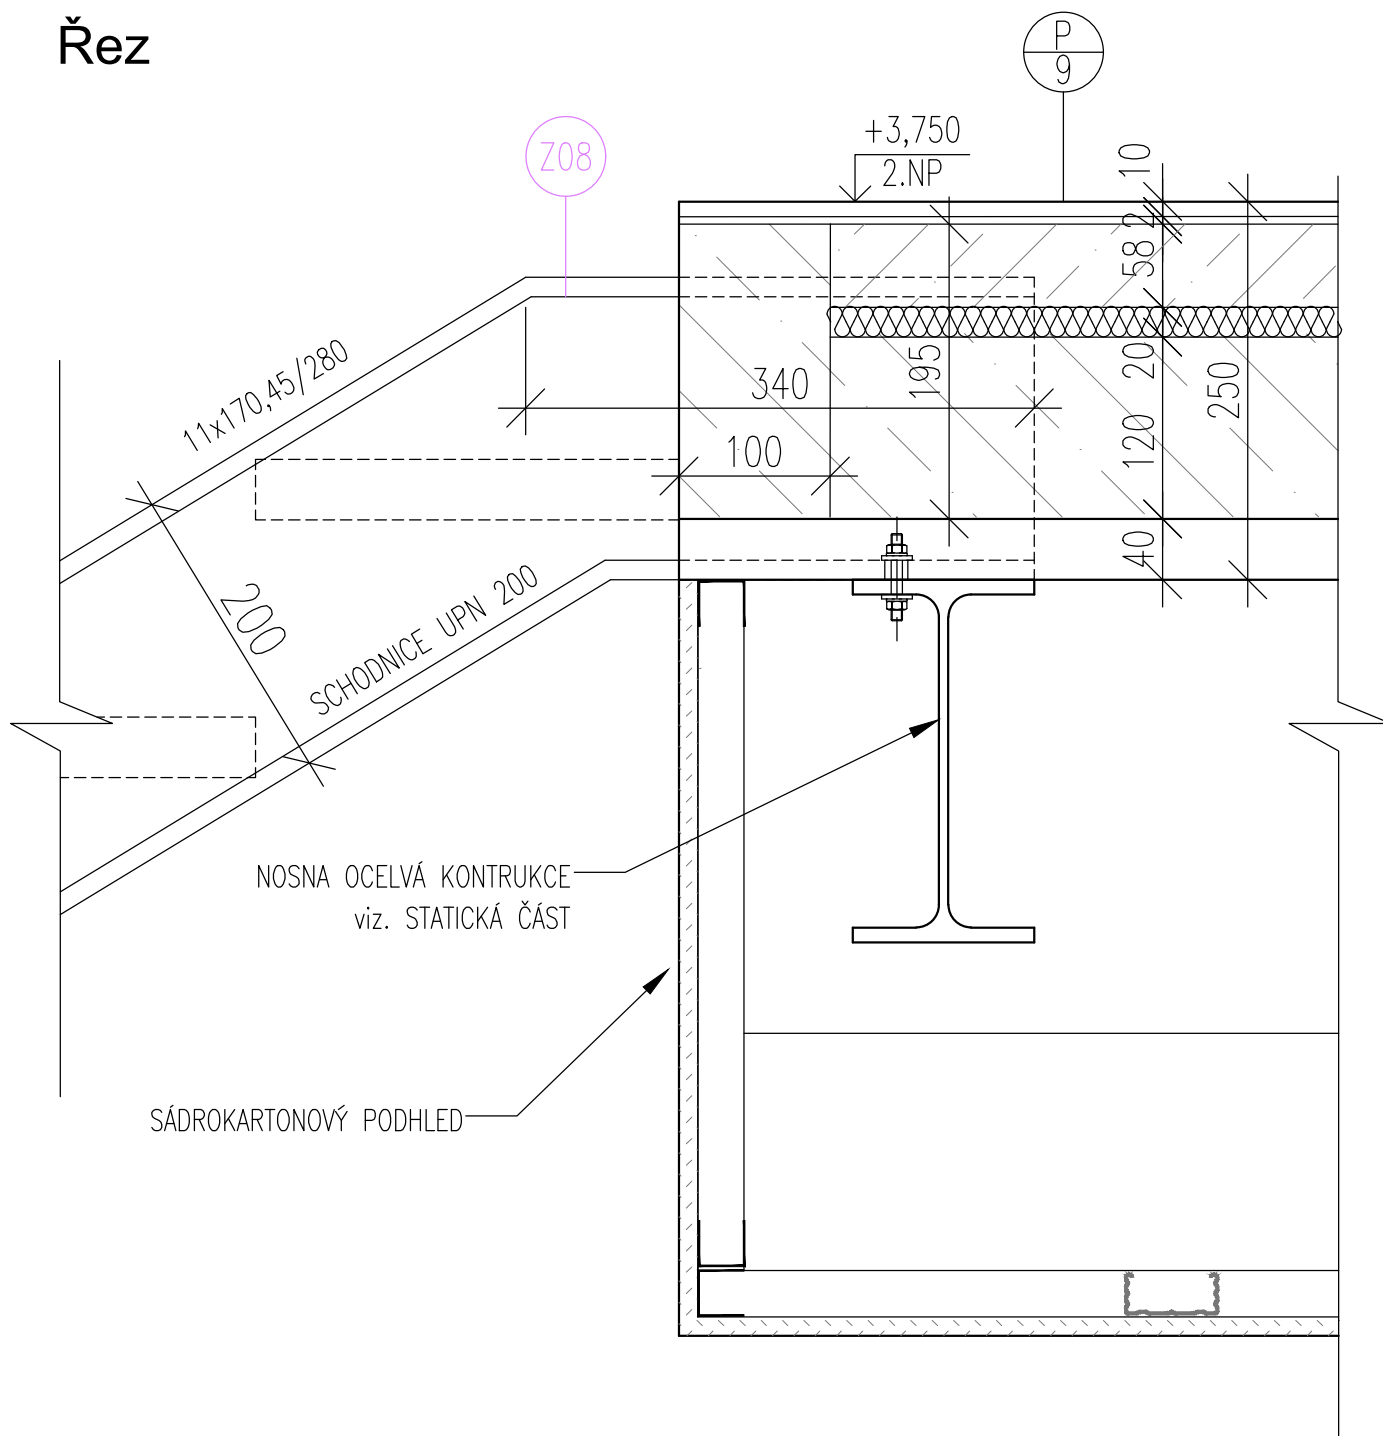 Řez
P
9
Z08
+3,750
2.NP
10
2
58
20
120
40
195
250
340
100
11x170,45/280
200
SCHODNICE UPN 200
NOSNA OCELVÁ KONTRUKCE
viz. STATICKÁ ČÁST
SÁDROKARTONOVÝ PODHLED